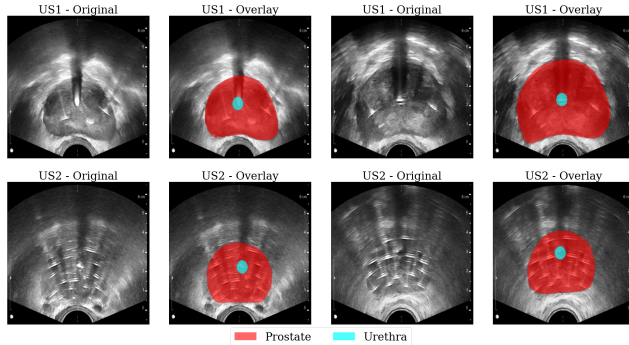 US1 - Original
US1 - Overlay
US1 - Original
US1 - Overlay
US2 - Original
US2 - Overlay
US2 - Original
US2 - Overlay
Prostate
Urethra